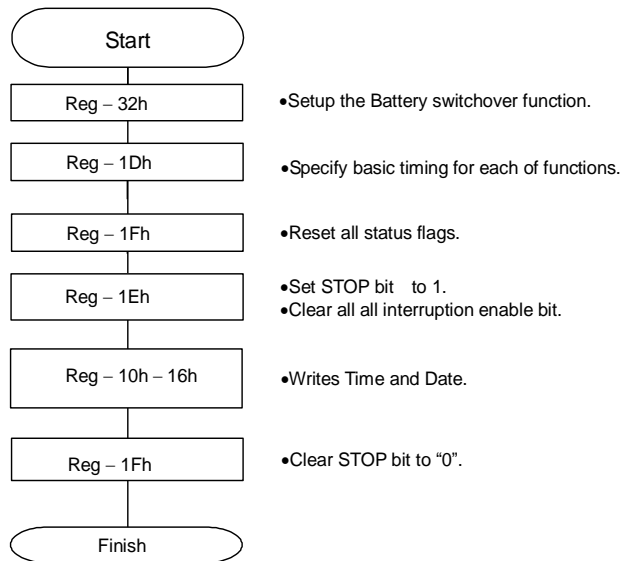 Start
Reg – 32h
•Setup the Battery switchover function.
Reg – 1Dh
•Specify basic timing for each of functions.
Reg – 1Fh
•Reset all status flags.
Reg – 1Eh
•Set STOP bit to 1.
•Clear all all interruption enable bit.
Reg – 10h – 16h
•Writes Time and Date.
Reg – 1Fh
•Clear STOP bit to “0”.
Finish